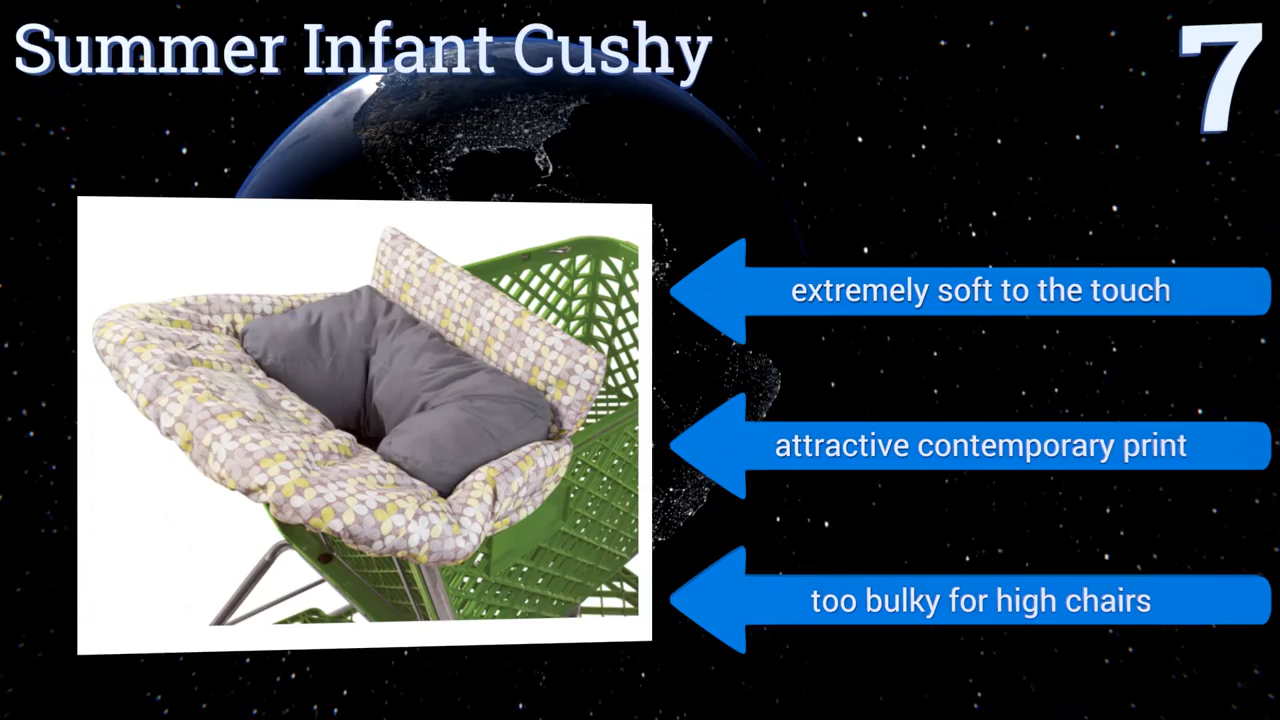 Summer Infant Cushy
7
extremely soft to the touch
attractive contemporary print
too bulky for high chairs